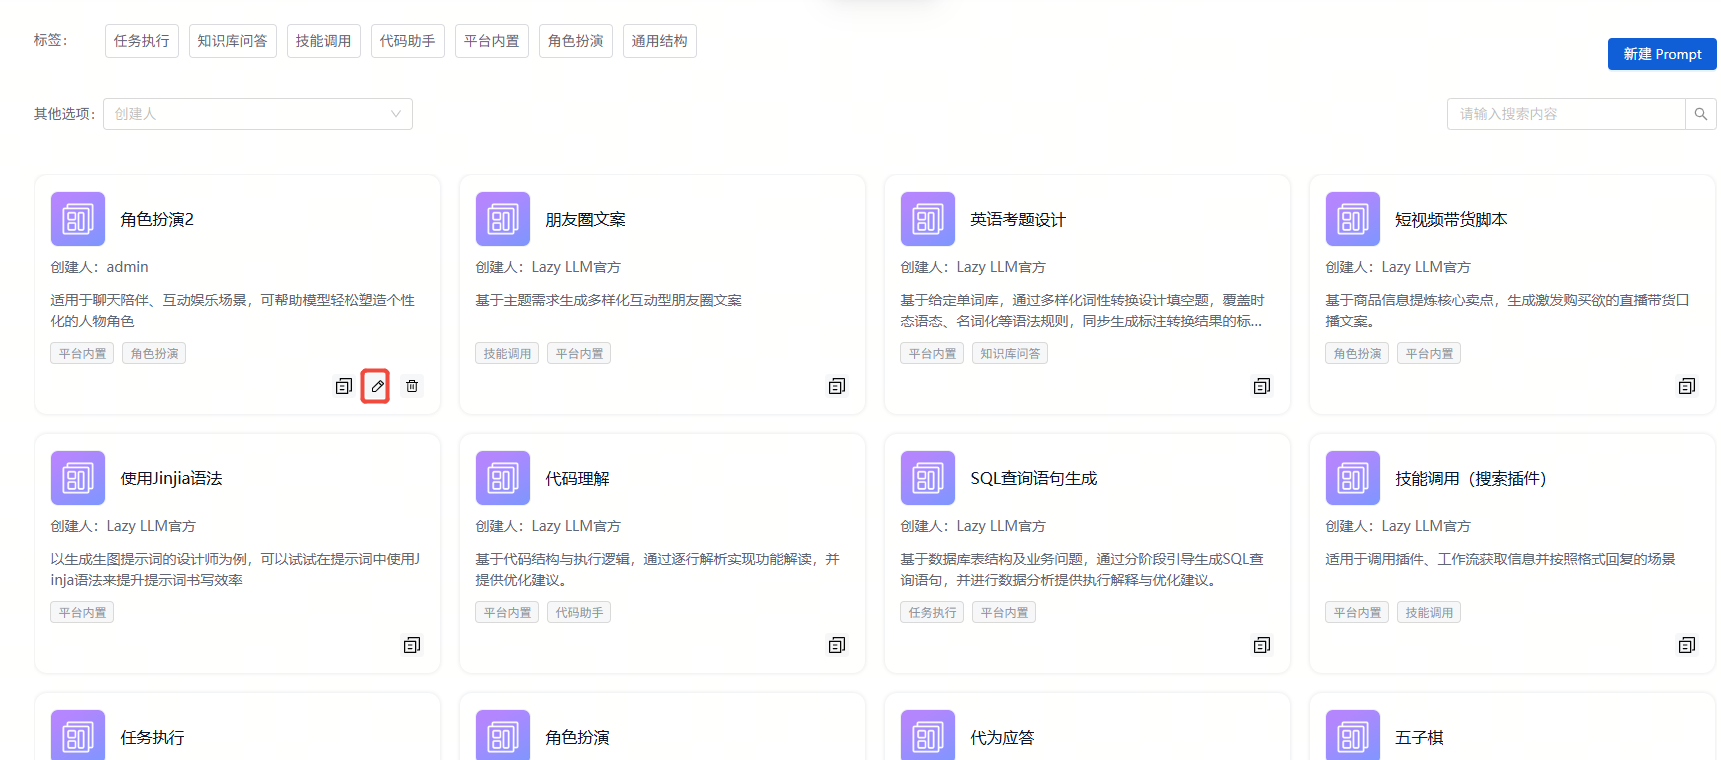 标签：
任务执行
知识库问答
技能调用
代码助手
平台内置
角色扮演
通用结构
新建 Prompt
其他选项：
创建人
请输入搜索内容
角色扮演2
创建人：admin
适用于聊天陪伴、互动娱乐场景，可帮助模型轻松塑造个性
化的人物角色
平台内置
角色扮演
朋友圈文案
创建人：Lazy LLM官方
基于主题需求生成多样化互动型朋友圈文案
技能调用
平台内置
英语考题设计
创建人：Lazy LLM官方
基于给定单词库，通过多样化词性转换设计填空题，覆盖时
态语态、名词化等语法规则，同步生成标注转换结果的标...
平台内置
知识库问答
短视频带货脚本
创建人：Lazy LLM官方
基于商品信息提炼核心卖点，生成激发购买欲的直播带货口
播文案。
角色扮演
平台内置
使用Jinjia语法
创建人：Lazy LLM官方
以生成生图提示词的设计师为例，可以试试在提示词中使用J
inja语法来提升提示词书写效率
平台内置
代码理解
创建人：Lazy LLM官方
基于代码结构与执行逻辑，通过逐行解析实现功能解读，并
提供优化建议。
平台内置
代码助手
SQL查询语句生成
创建人：Lazy LLM官方
基于数据库表结构及业务问题，通过分阶段引导生成SQL查
询语句，并进行数据分析提供执行解释与优化建议。
任务执行
平台内置
技能调用（搜索插件）
创建人：Lazy LLM官方
适用于调用插件、工作流获取信息并按照格式回复的场景
平台内置
技能调用
任务执行
角色扮演
代为应答
五子棋